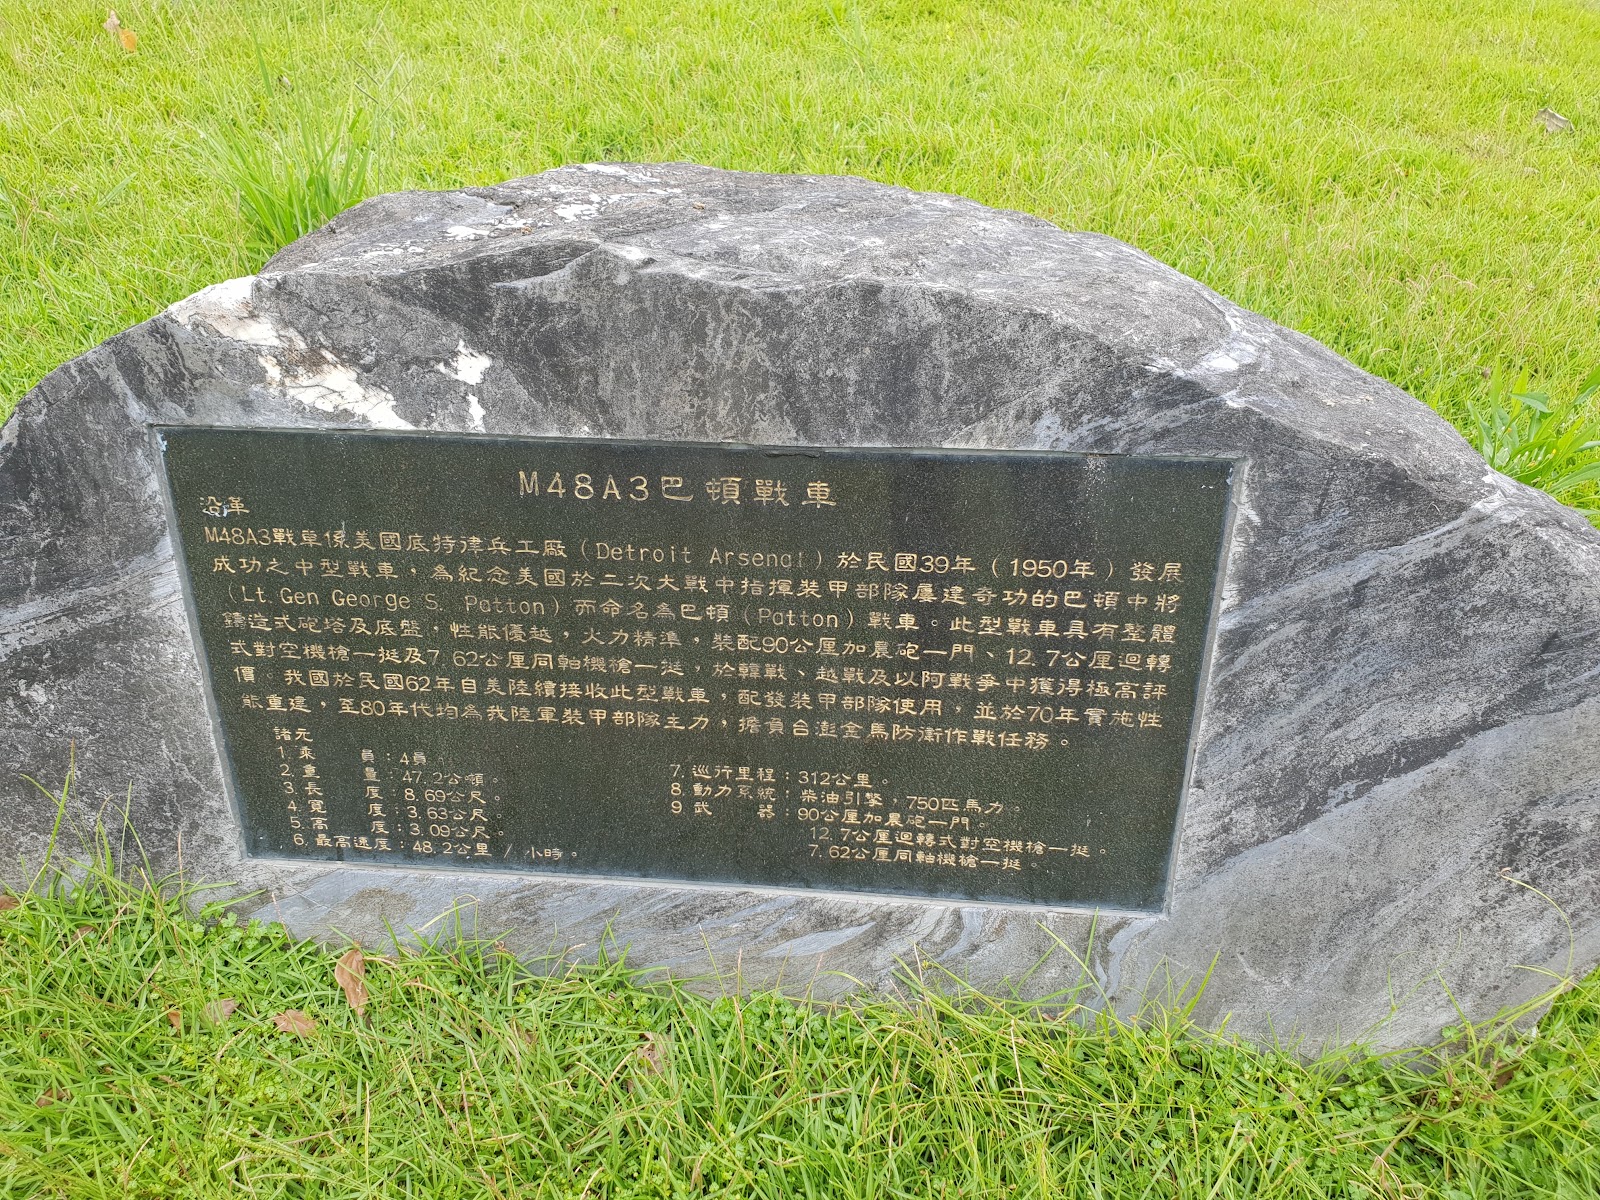 M48A3巴頓戰車
沿革
M48A3戰車係美國底特律兵工廠（Detroit Arsenal）於民國39年（1950年）發展
成功之中型戰車，為紀念美國於二次大戰中指揮裝甲部隊屢建奇功的巴頓中將
（Lt.Gen George S. Patton）而命名為巴頓（Patton）戰車。此型戰車具有整體
鑄造式砲塔及底盤，性能優越，火力精準，裝配90公厘加農砲一門、12.7公厘迴轉
式對空機槍一挺及7.62公厘同軸機槍一挺，於韓戰、越戰及以阿戰爭中獲得極高評
價。我國於民國62年自美陸續接收此型戰車，配發裝甲部隊使用，並於70年實施性
能重建，至80年代均為我陸軍裝甲部隊主力，擔負台澎金馬防衛作戰任務。
諸元
1.乘 員：4員。
2.重 量：47.2公噸。
3.長 度：8.69公尺。
4.寬 度：3.63公尺。
5.高 度：3.09公尺。
6.最高速度：48.2公里 / 小時。
7.巡行里程：312公里。
8.動力系統：柴油引擎，750匹馬力。
9.武 器：90公厘加農砲一門。
12.7公厘迴轉式對空機槍一挺。
7.62公厘同軸機槍一挺。